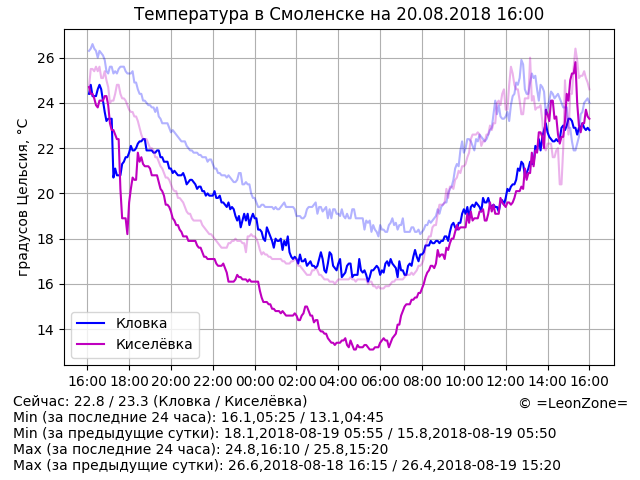 Температура в Смоленске на 20.08.2018 16:00
26
24
22
20
18
16
14
градусов Цельсия, °C
Кловка
Киселёвка
16:00 18:00 20:00 22:00 00:00 02:00 04:00 06:00 08:00 10:00 12:00 14:00 16:00
Сейчас: 22.8 / 23.3 (Кловка / Киселёвка)
© =LeonZone=
Min (за последние 24 часа): 16.1,05:25 / 13.1,04:45
Min (за предыдущие сутки): 18.1,2018-08-19 05:55 / 15.8,2018-08-19 05:50
Max (за последние 24 часа): 24.8,16:10 / 25.8,15:20
Max (за предыдущие сутки): 26.6,2018-08-18 16:15 / 26.4,2018-08-19 15:20